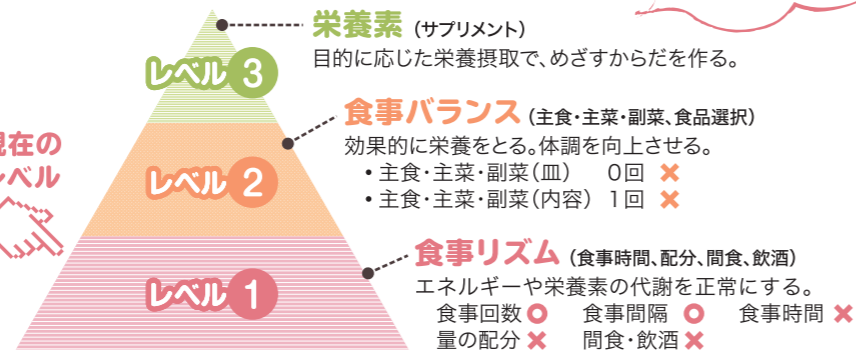 栄養素 (サプリメント)
目的に応じた栄養摂取で、めざすからだを作る。
レベル 3
食事バランス (主食・主菜・副菜、食品選択)
効果的に栄養をとる。体調を向上させる。
• 主食・主菜・副菜(皿) 0回 ✖
• 主食・主菜・副菜(内容) 1回 ✖
現在の
レベル
レベル 2
食事リズム (食事時間、配分、間食、飲酒)
エネルギーや栄養素の代謝を正常にする。
レベル 1
食事回数 ○ 食事間隔 ○ 食事時間 ✖
量の配分 ✖ 間食・飲酒 ✖